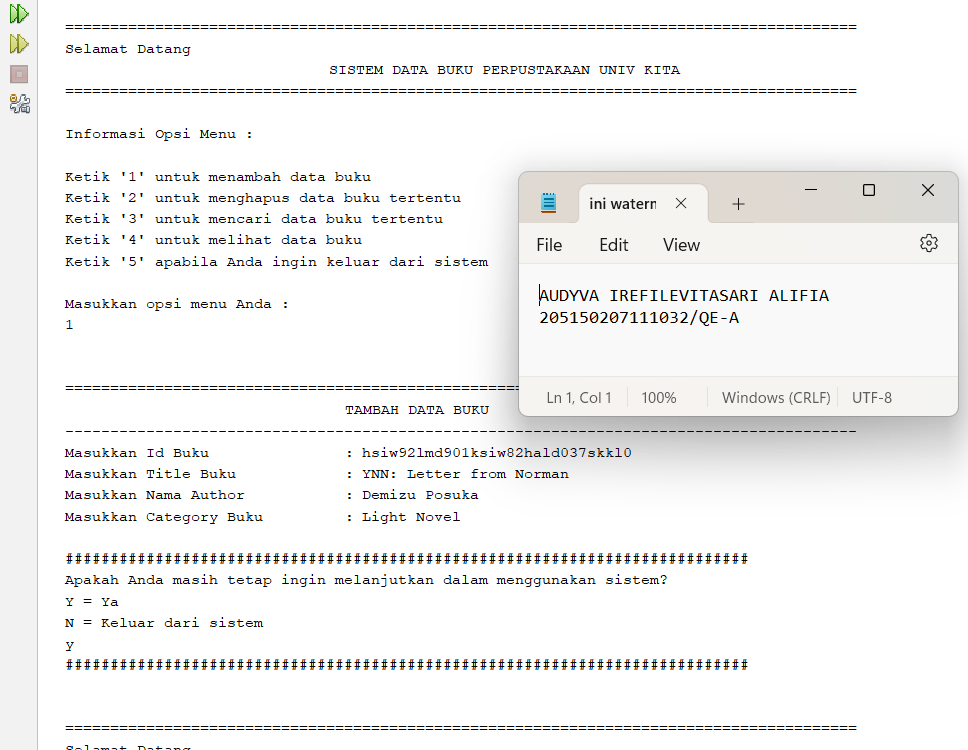 ================================================================================
Selamat Datang
SISTEM DATA BUKU PERPUSTAKAAN UNIV KITA
================================================================================
Informasi Opsi Menu :
Ketik '1' untuk menambah data buku
Ketik '2' untuk menghapus data buku tertentu
Ketik '3' untuk mencari data buku tertentu
Ketik '4' untuk melihat data buku
Ketik '5' apabila Anda ingin keluar dari sistem
Masukkan opsi menu Anda :
1
ini watern
File Edit View
AUDYVA IREFILEVITASARI ALIFIA
205150207111032/QE-A
Ln 1, Col 1 100% Windows (CRLF) UTF-8
================================================================================
TAMBAH DATA BUKU
--------------------------------------------------------------------------------
Masukkan Id Buku : hsiw92lmd901ksiw82hald037skkl0
Masukkan Title Buku : YNN: Letter from Norman
Masukkan Nama Author : Demizu Posuka
Masukkan Category Buku : Light Novel
############################################################################
Apakah Anda masih tetap ingin melanjutkan dalam menggunakan sistem?
Y = Ya
N = Keluar dari sistem
y
############################################################################
================================================================================
Selamat Datang